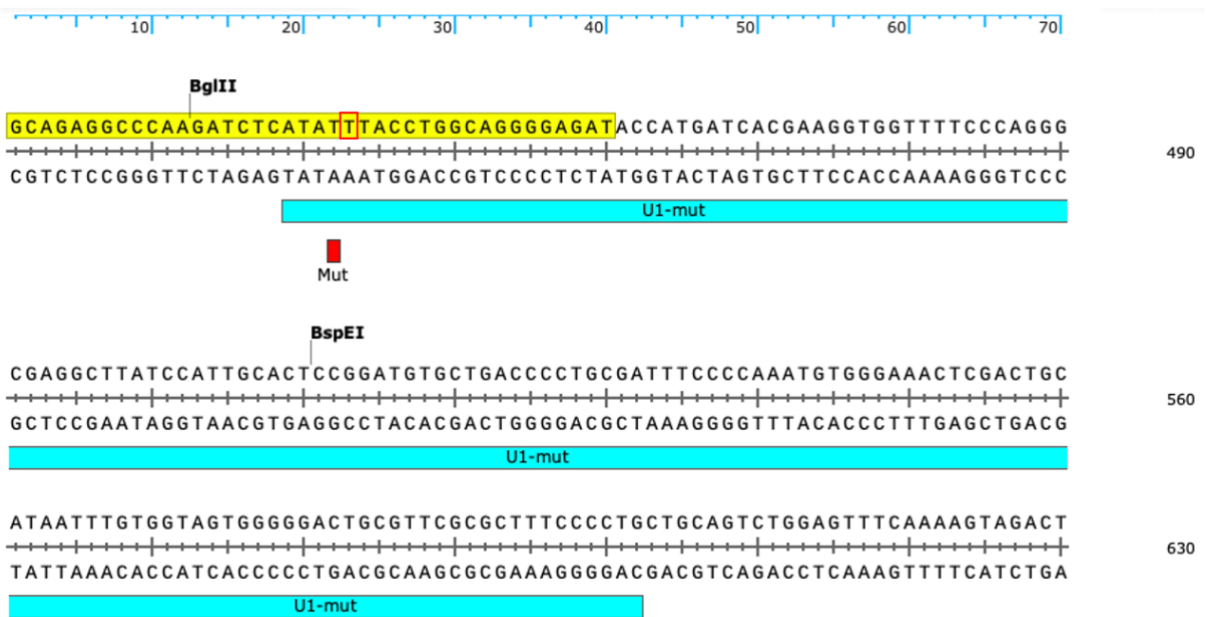 10 20 30 40 50 60 70
BglII
GCAGAGGCCCAAGATCTCATATTTACCTGGCAGGGGAGATACCATGATCACGAAGGTGGTTTTCCCAGGG
490
CGTCTCCGGGTTCTAGAGTATAAATGGACCGTCCCCTCTATGGTACTAGTGCTTCCACCAAAAGGGTCCC
U1-mut
Mut
BspEI
CGAGGCTTATCCATTGCACTCCGGATGTGCTGACCCCTGCGATTTCCCCAAATGTGGGAAACTCGACTGC
560
GCTCCGAATAGGTAACGTGAGGCCTACACGACTGGGGACGCTAAAGGGGTTTACACCCTTTGAGCTGACG
U1-mut
ATAATTTGTGGTAGTGGGGGACTGCGTTCGCGCTTTCCCCTGCTGCAGTCTGGAGTTTCAAAAGTAGACT
630
TATTAAACACCATCACCCCCTGACGCAAGCGCGAAAGGGGACGACGTCAGACCTCAAAGTTTTCATCTGA
U1-mut